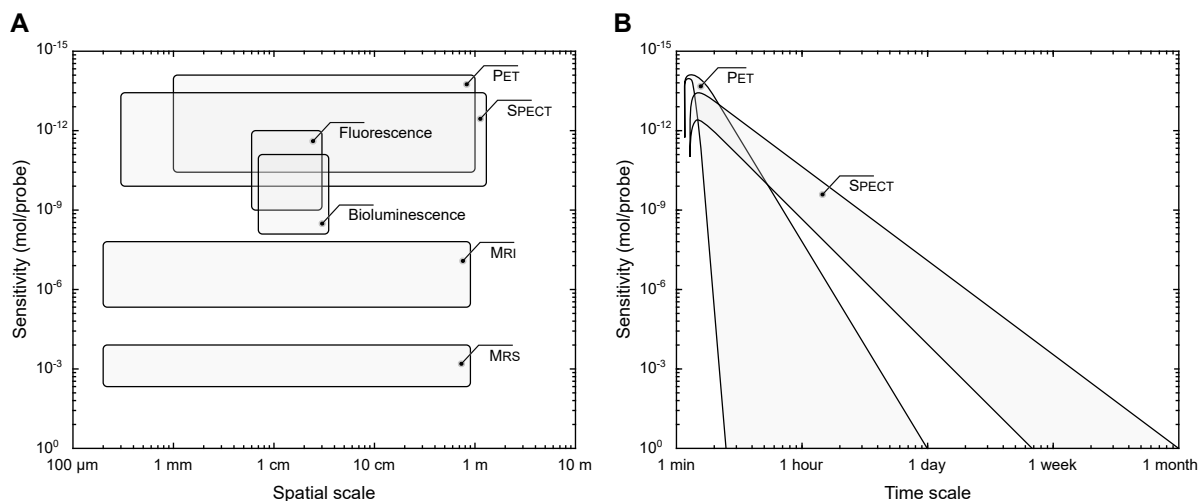 A
10⁻¹⁵
10⁻¹²
10⁻⁹
10⁻⁶
10⁻³
10⁰
Sensitivity (mol/probe)
PET
SPECT
Fluorescence
Bioluminescence
MRI
MRS
100 µm
1 mm
1 cm
10 cm
1 m
10 m
Spatial scale
B
10⁻¹⁵
10⁻¹²
10⁻⁹
10⁻⁶
10⁻³
10⁰
Sensitivity (mol/probe)
PET
SPECT
1 min
1 hour
1 day
1 week
1 month
Time scale